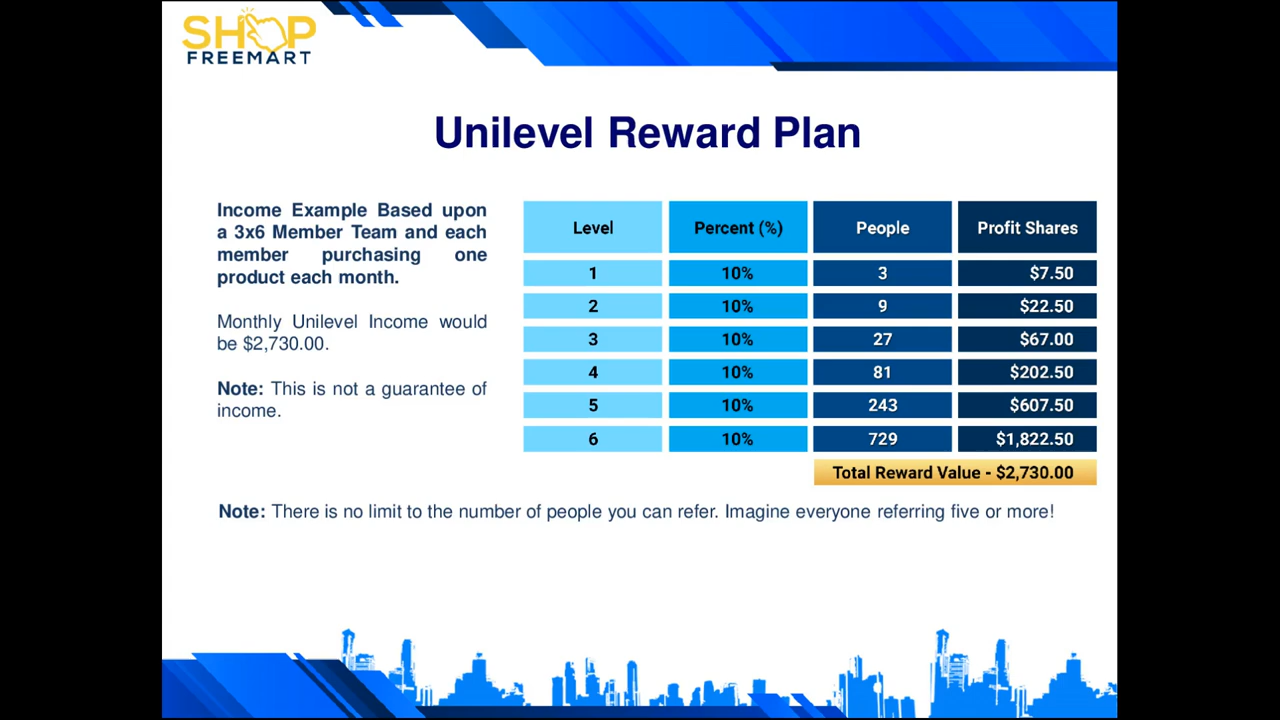 SHOP
FREEMART
Unilevel Reward Plan
Income Example Based upon
a 3x6 Member Team and each
member purchasing one
product each month.
Monthly Unilevel Income would
be $2,730.00.
Note: This is not a guarantee of
income.
Level Percent (%) People Profit Shares
1 10% 3 $7.50
2 10% 9 $22.50
3 10% 27 $67.00
4 10% 81 $202.50
5 10% 243 $607.50
6 10% 729 $1,822.50
Total Reward Value - $2,730.00
Note: There is no limit to the number of people you can refer. Imagine everyone referring five or more!